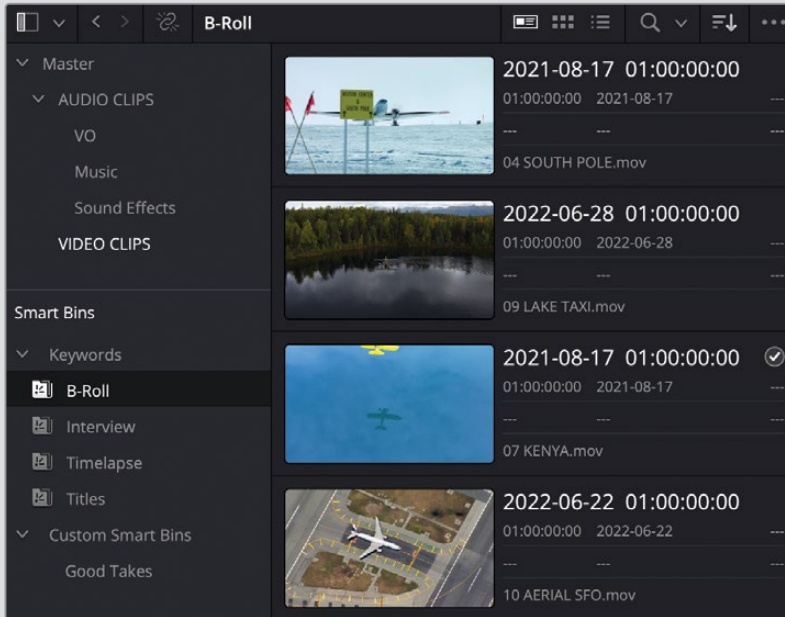 B-Roll
Master
AUDIO CLIPS
VO
Music
Sound Effects
VIDEO CLIPS
Smart Bins
Keywords
B-Roll
Interview
Timelapse
Titles
Custom Smart Bins
Good Takes
2021-08-17 01:00:00:00
01:00:00:00 2021-08-17 ---
--- --- ---
04 SOUTH POLE.mov
2022-06-28 01:00:00:00
01:00:00:00 2022-06-28 ---
--- --- ---
09 LAKE TAXI.mov
2021-08-17 01:00:00:00
01:00:00:00 2021-08-17 ---
--- --- ---
07 KENYA.mov
2022-06-22 01:00:00:00
01:00:00:00 2022-06-22 ---
--- --- ---
10 AERIAL SFO.mov